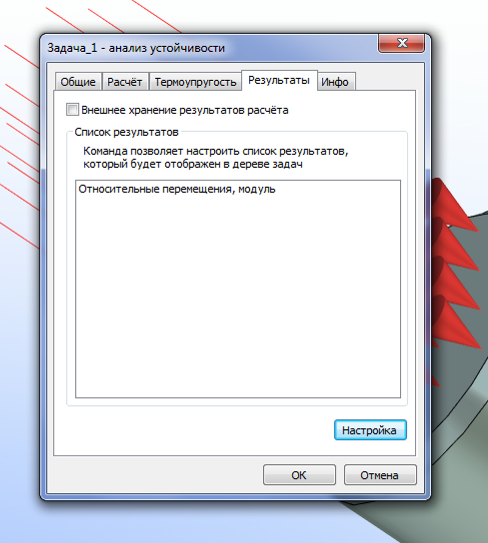 Задача_1 - анализ устойчивости
Общие Расчёт Термоупругость Результаты Инфо
Внешнее хранение результатов расчёта
Список результатов
Команда позволяет настроить список результатов,
который будет отображен в дереве задач
Относительные перемещения, модуль
Настройка
ОК Отмена